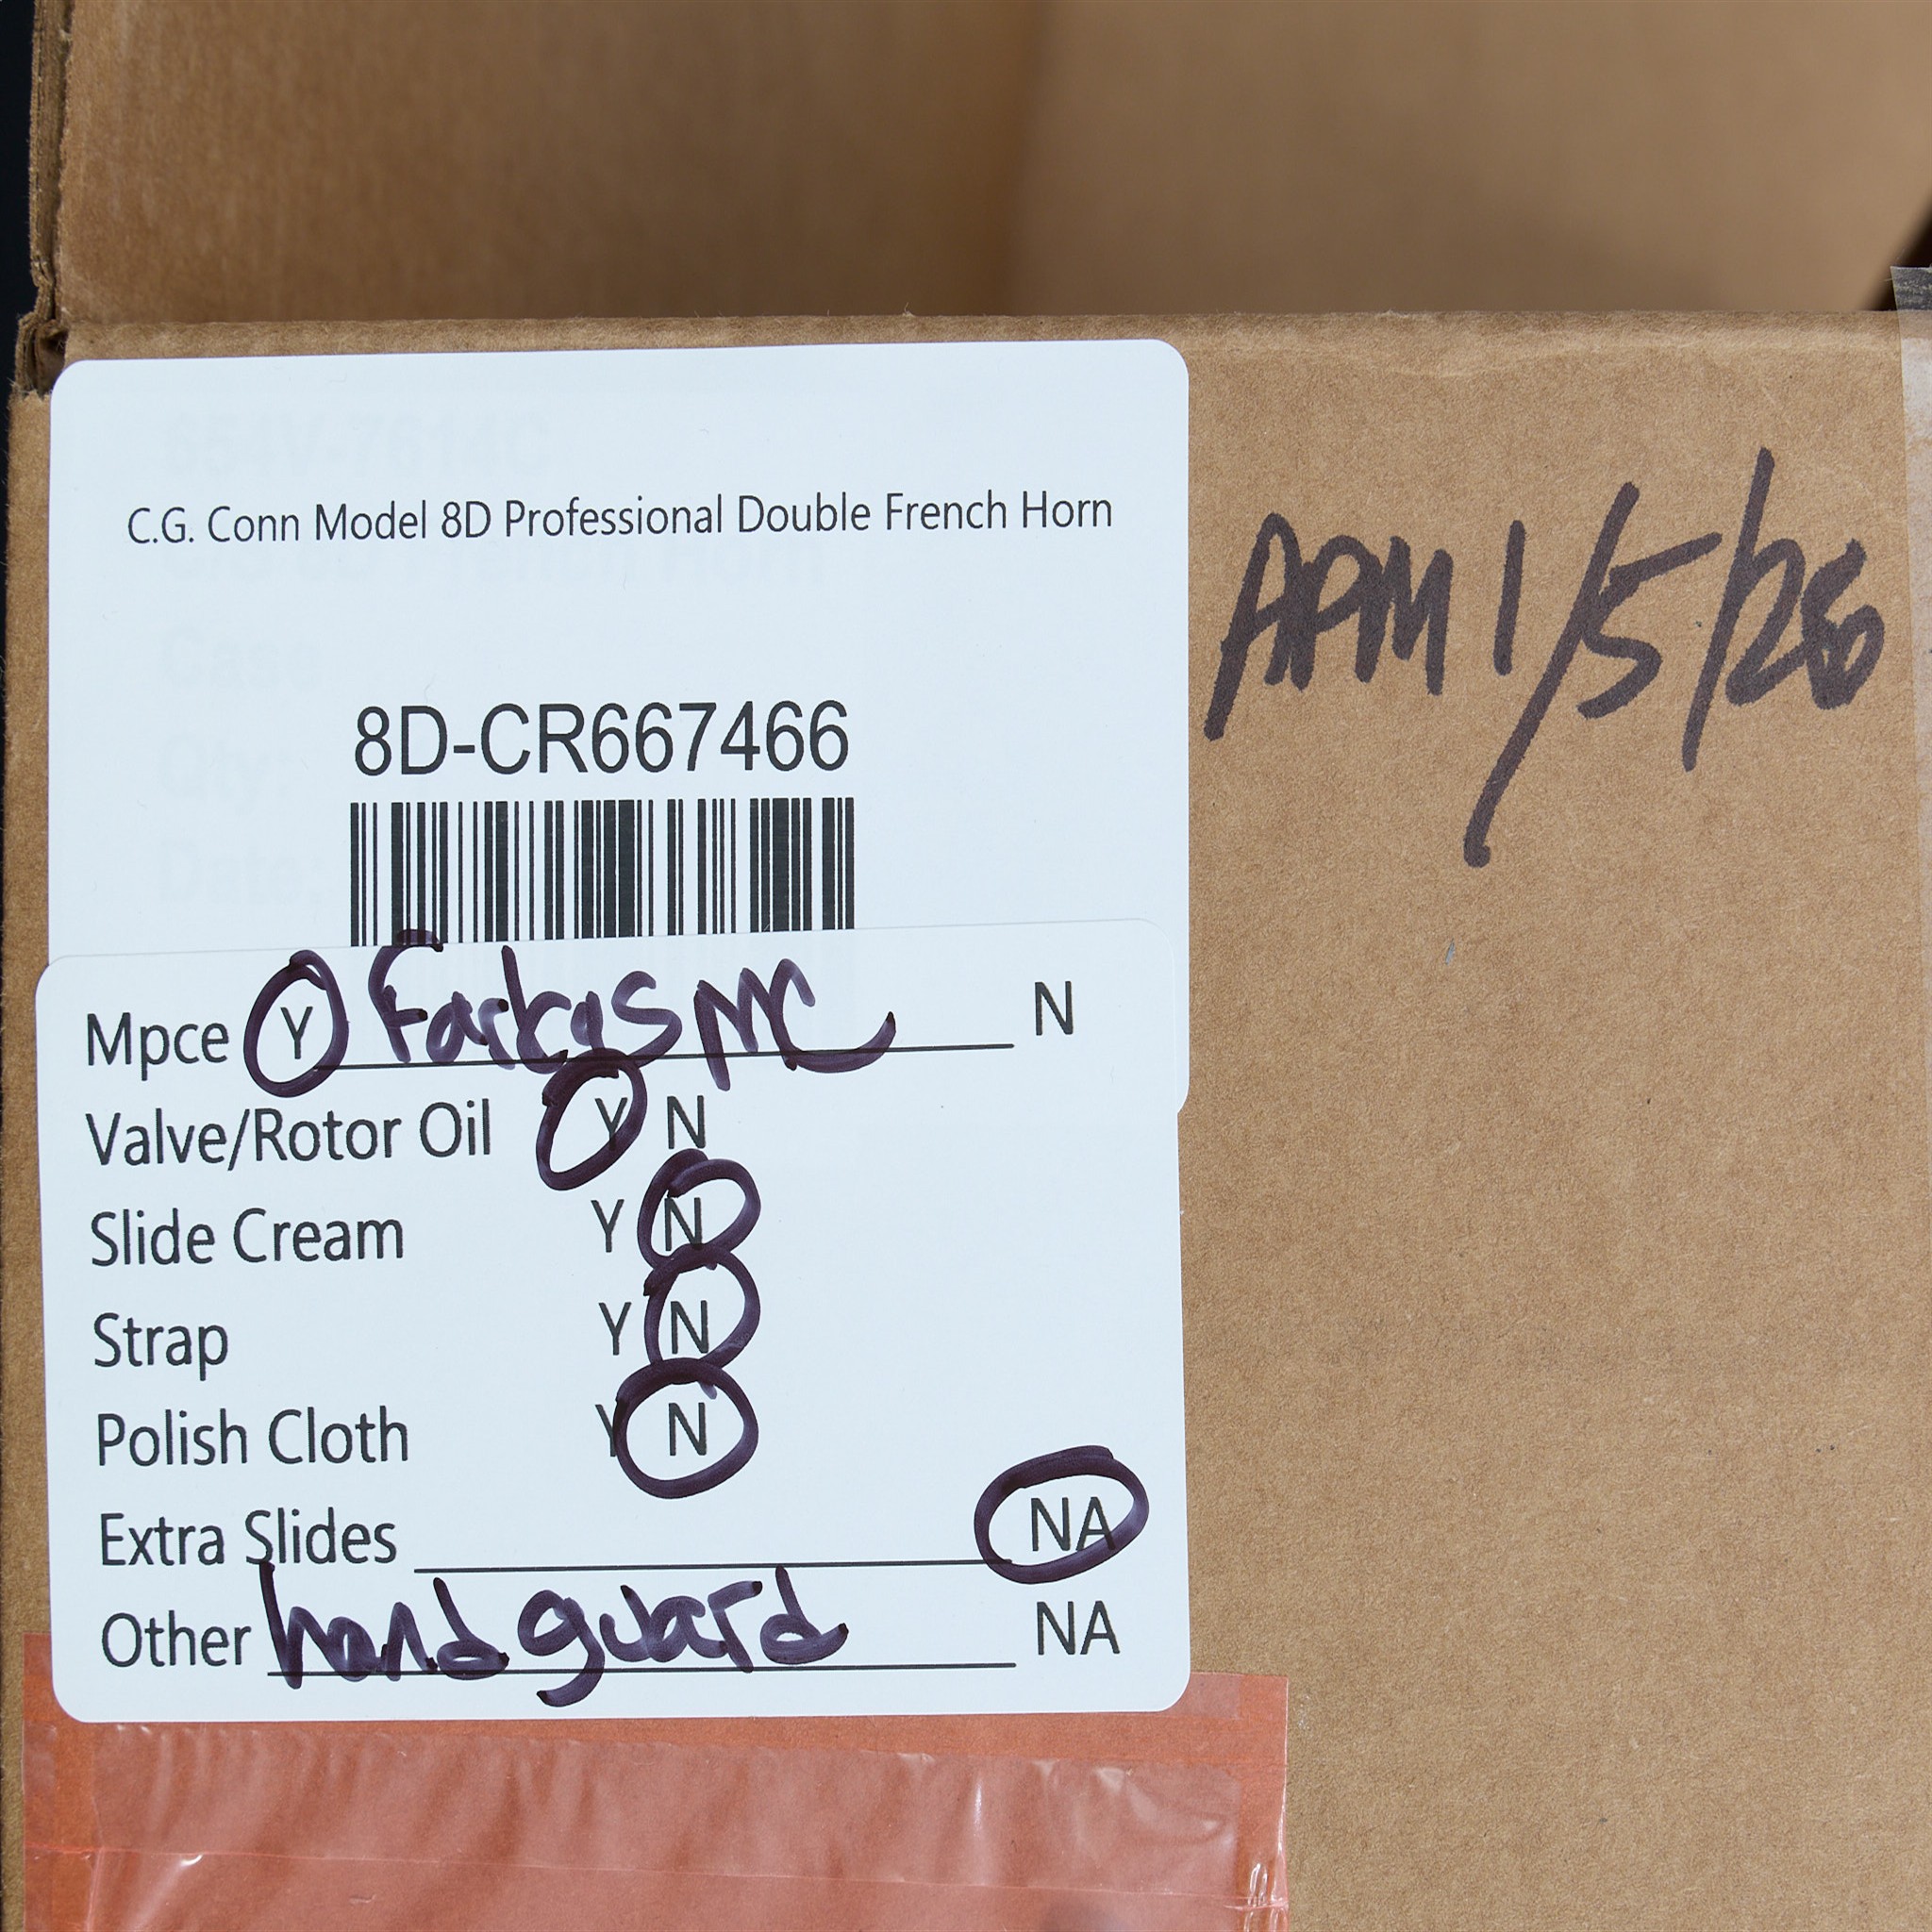 C.G. Conn Model 8D Professional Double French Horn
8D-CR667466
APM 1/5/26
Mpce Y Farkas MC N
Valve/Rotor Oil Y N
Slide Cream Y N
Strap Y N
Polish Cloth Y N
Extra Slides NA
Other hand guard NA